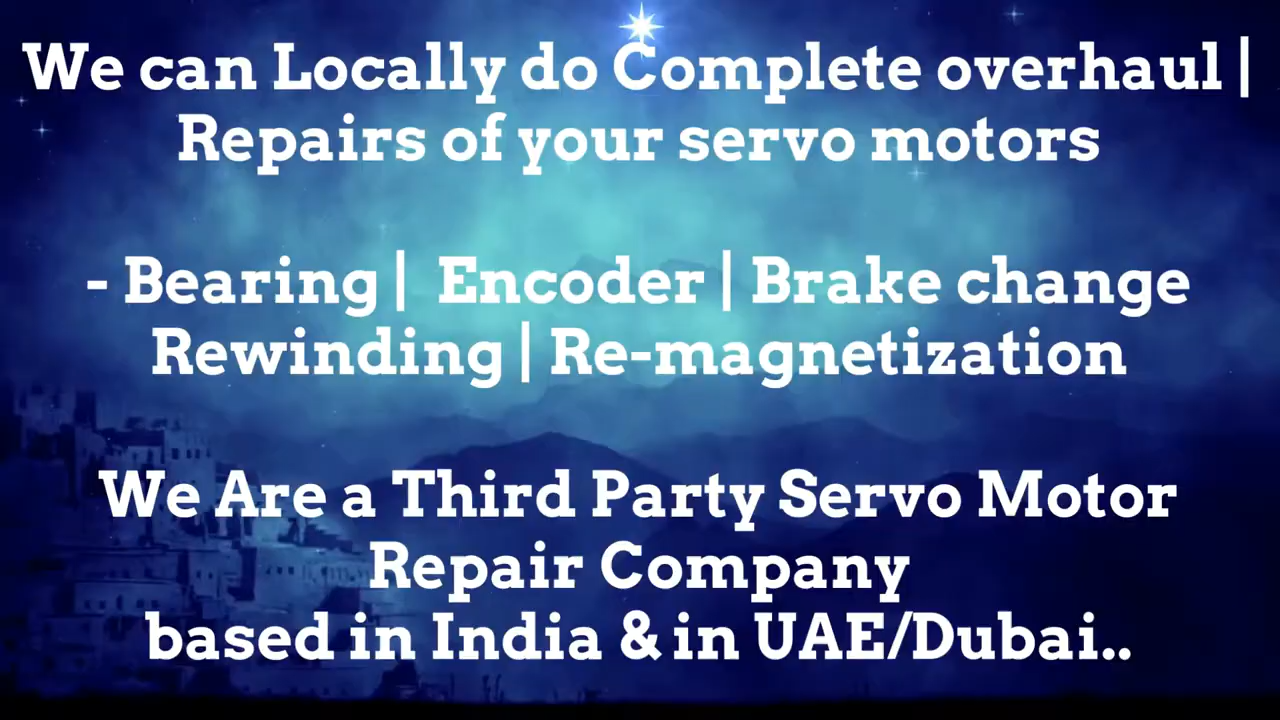 We can Locally do Complete overhaul |
Repairs of your servo motors
- Bearing | Encoder | Brake change
Rewinding | Re-magnetization
We Are a Third Party Servo Motor
Repair Company
based in India & in UAE/Dubai..